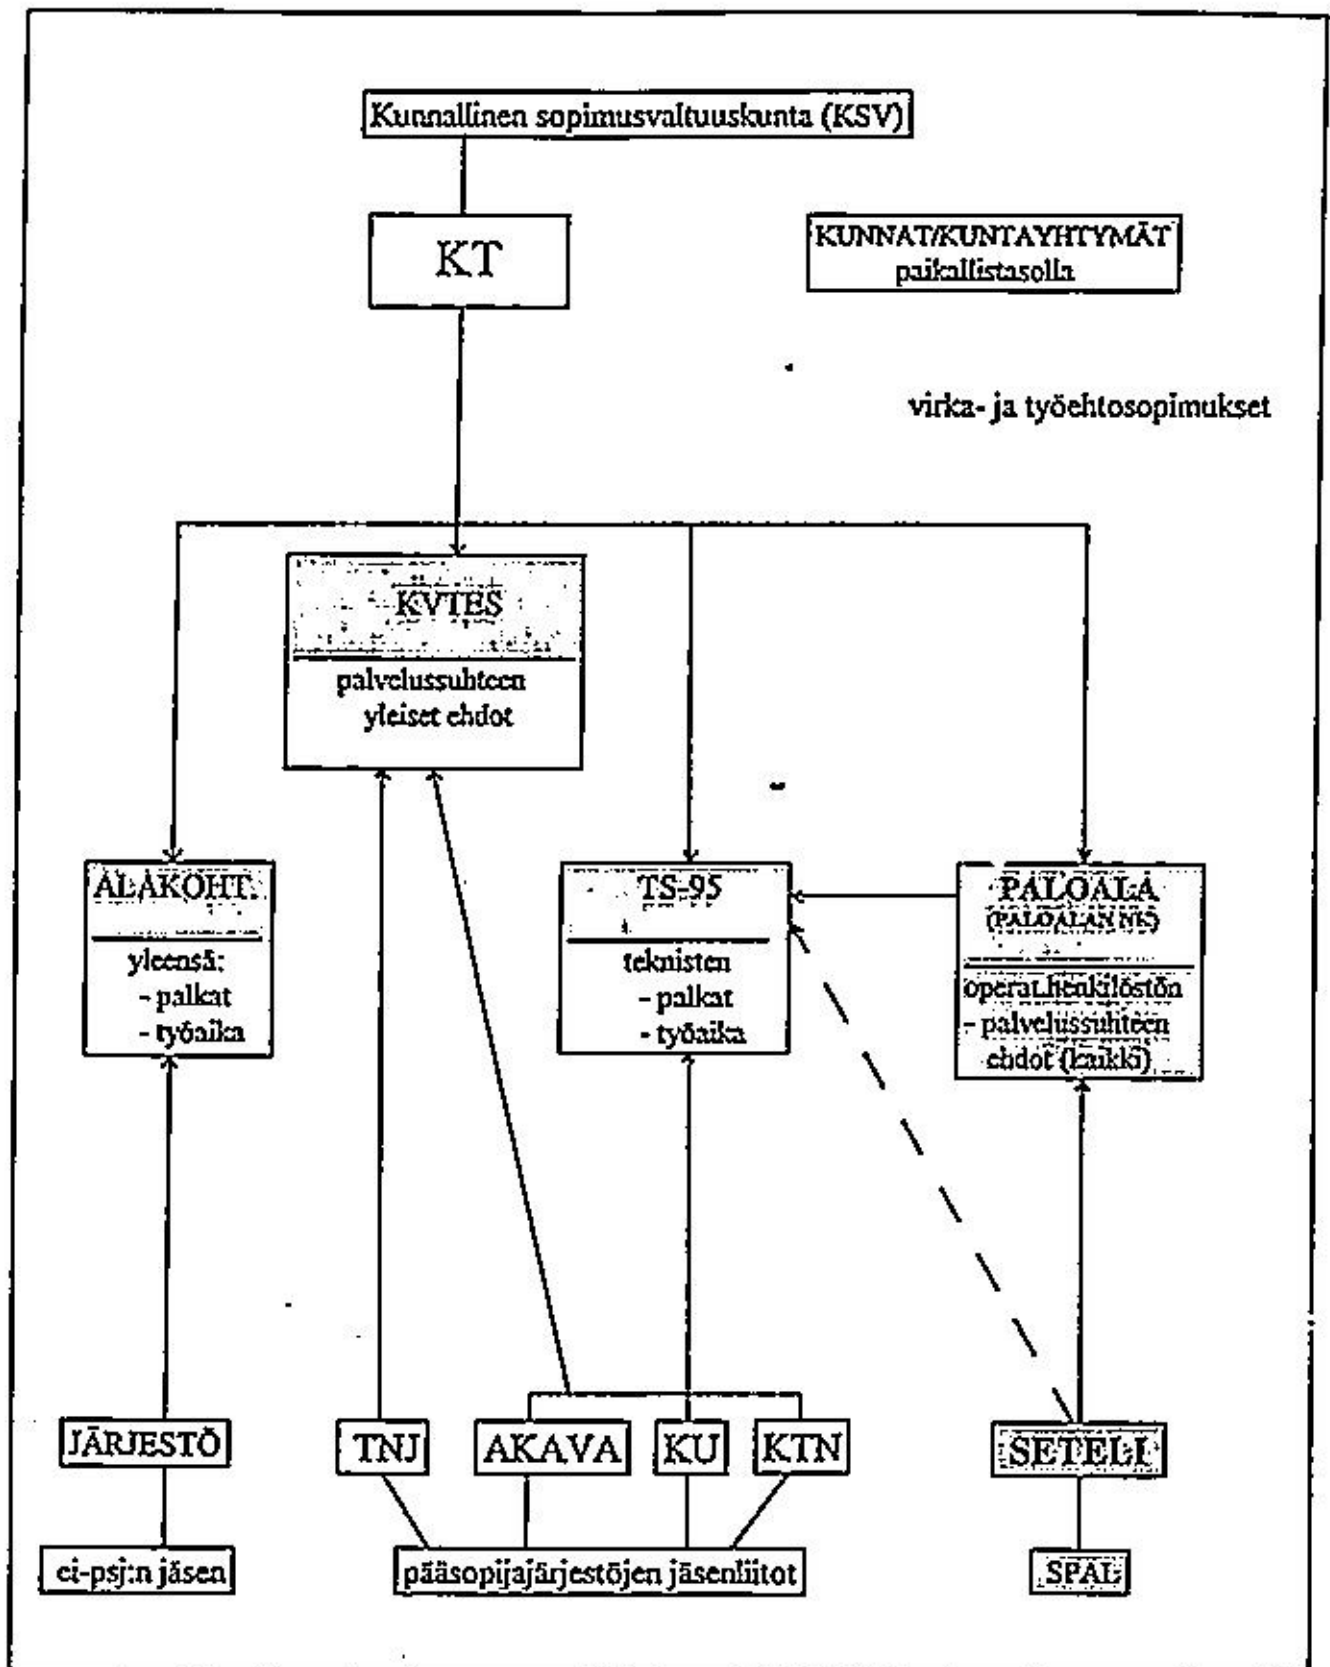 Kunnallinen sopimusvaltuuskunta (KSV)
KT
KUNNAT/KUNTAYHTYMÄT
paikallistasolla
virka- ja työehtosopimukset
KVTES
palvelussuhteen
yleiset ehdot
ALAKOHT.
yleensä:
- palkat
- työaika
TS-95
teknisten
- palkat
- työaika
PALOALA
(PALOALAN NK)
operat.henkilöstön
- palvelussuhteen
ehdot (kaikki)
JÄRJESTÖ
TNJ
AKAVA
KU
KTN
SETELI
ei-psj:n jäsen
pääsopijajärjestöjen jäsenliitot
SPAL